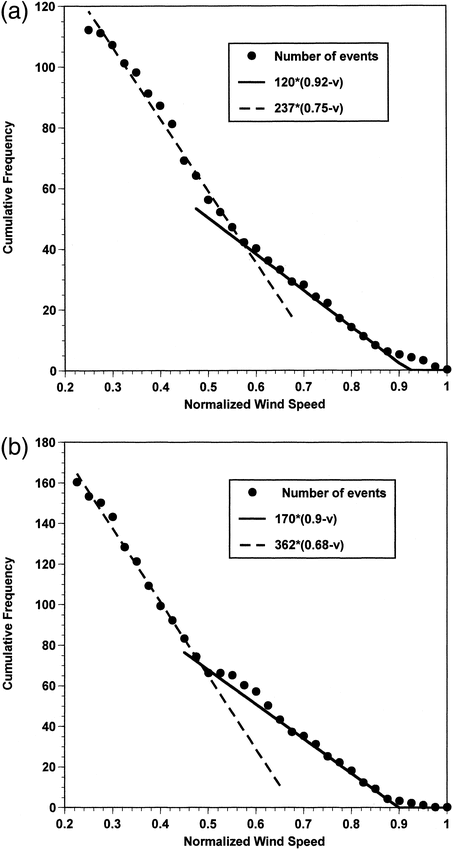 (a)
Cumulative Frequency
120
100
80
60
40
20
0
Number of events
120*(0.92-v)
237*(0.75-v)
0.2 0.3 0.4 0.5 0.6 0.7 0.8 0.9 1
Normalized Wind Speed
(b)
Cumulative Frequency
180
160
140
120
100
80
60
40
20
0
Number of events
170*(0.9-v)
362*(0.68-v)
0.2 0.3 0.4 0.5 0.6 0.7 0.8 0.9 1
Normalized Wind Speed